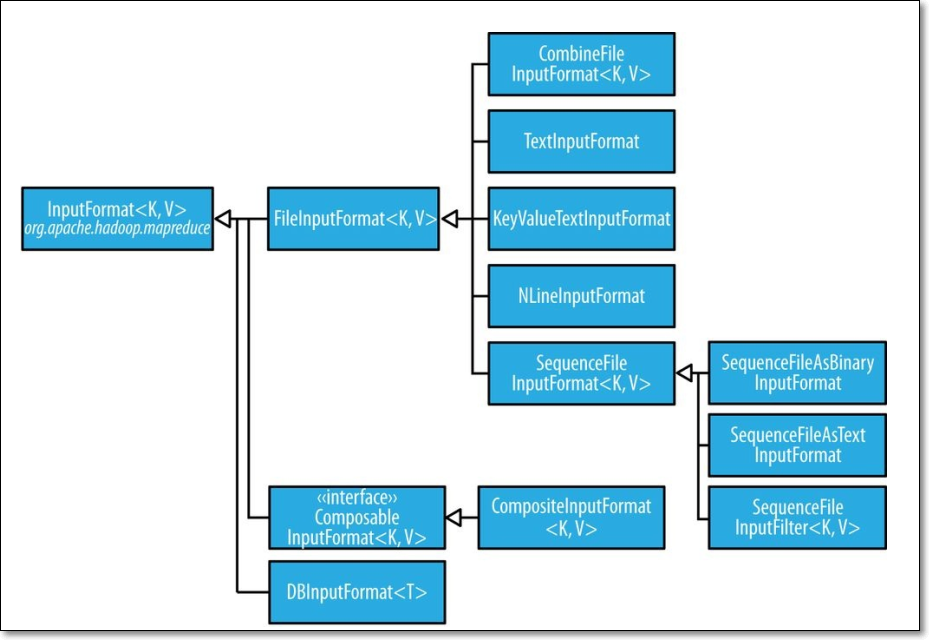 CombineFile
InputFormat<K, V>
TextInputFormat
InputFormat<K, V>
org.apache.hadoop.mapreduce
FileInputFormat<K, V>
KeyValueTextInputFormat
NLineInputFormat
SequenceFile
InputFormat<K, V>
SequenceFileAsBinary
InputFormat
SequenceFileAsText
InputFormat
«interface»
Composable
InputFormat<K, V>
CompositeInputFormat
<K, V>
SequenceFile
InputFilter<K, V>
DBInputFormat<T>